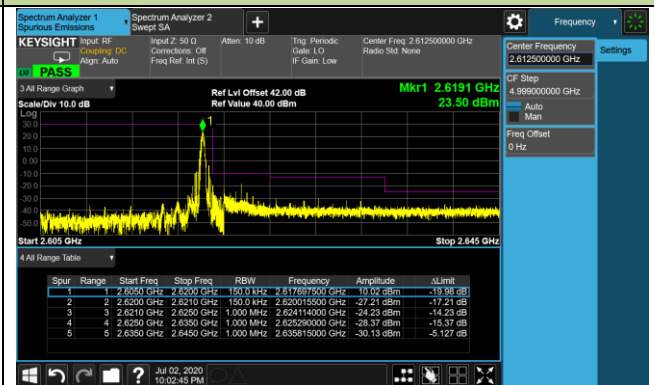 Spectrum Analyzer 1
Spurious Emissions
Spectrum Analyzer 2
Swept SA
Frequency
KEYSIGHT
Input: RF
Coupling: DC
Align: Auto
Input Z: 50 Ω
Corrections: Off
Freq Ref: Int (S)
Atten: 10 dB
Trig: Periodic
Gate: LO
IF Gain: Low
Center Freq: 2.612500000 GHz
Radio Std: None
LV PASS
Center Frequency
2.612500000 GHz
Settings
CF Step
4.999000000 GHz
Auto
Man
Freq Offset
0 Hz
3 All Range Graph
Scale/Div 10.0 dB
Ref Lvl Offset 42.00 dB
Ref Value 40.00 dBm
Mkr1 2.6191 GHz
23.50 dBm
Log
30.0
20.0
10.0
0.00
-10.0
-20.0
-30.0
-40.0
-50.0
1
Start 2.605 GHz
Stop 2.645 GHz
4 All Range Table
Spur Range Start Freq Stop Freq RBW Frequency Amplitude ΔLimit
1 1 2.6050 GHz 2.6200 GHz 150.0 kHz 2.617697500 GHz 10.02 dBm -19.98 dB
2 2 2.6200 GHz 2.6210 GHz 150.0 kHz 2.620015500 GHz -27.21 dBm -17.21 dB
3 3 2.6210 GHz 2.6250 GHz 1.000 MHz 2.624114000 GHz -24.23 dBm -14.23 dB
4 4 2.6250 GHz 2.6350 GHz 1.000 MHz 2.625290000 GHz -28.37 dBm -15.37 dB
5 5 2.6350 GHz 2.6450 GHz 1.000 MHz 2.635815000 GHz -30.13 dBm -5.127 dB
Jul 02, 2020
10:02:45 PM